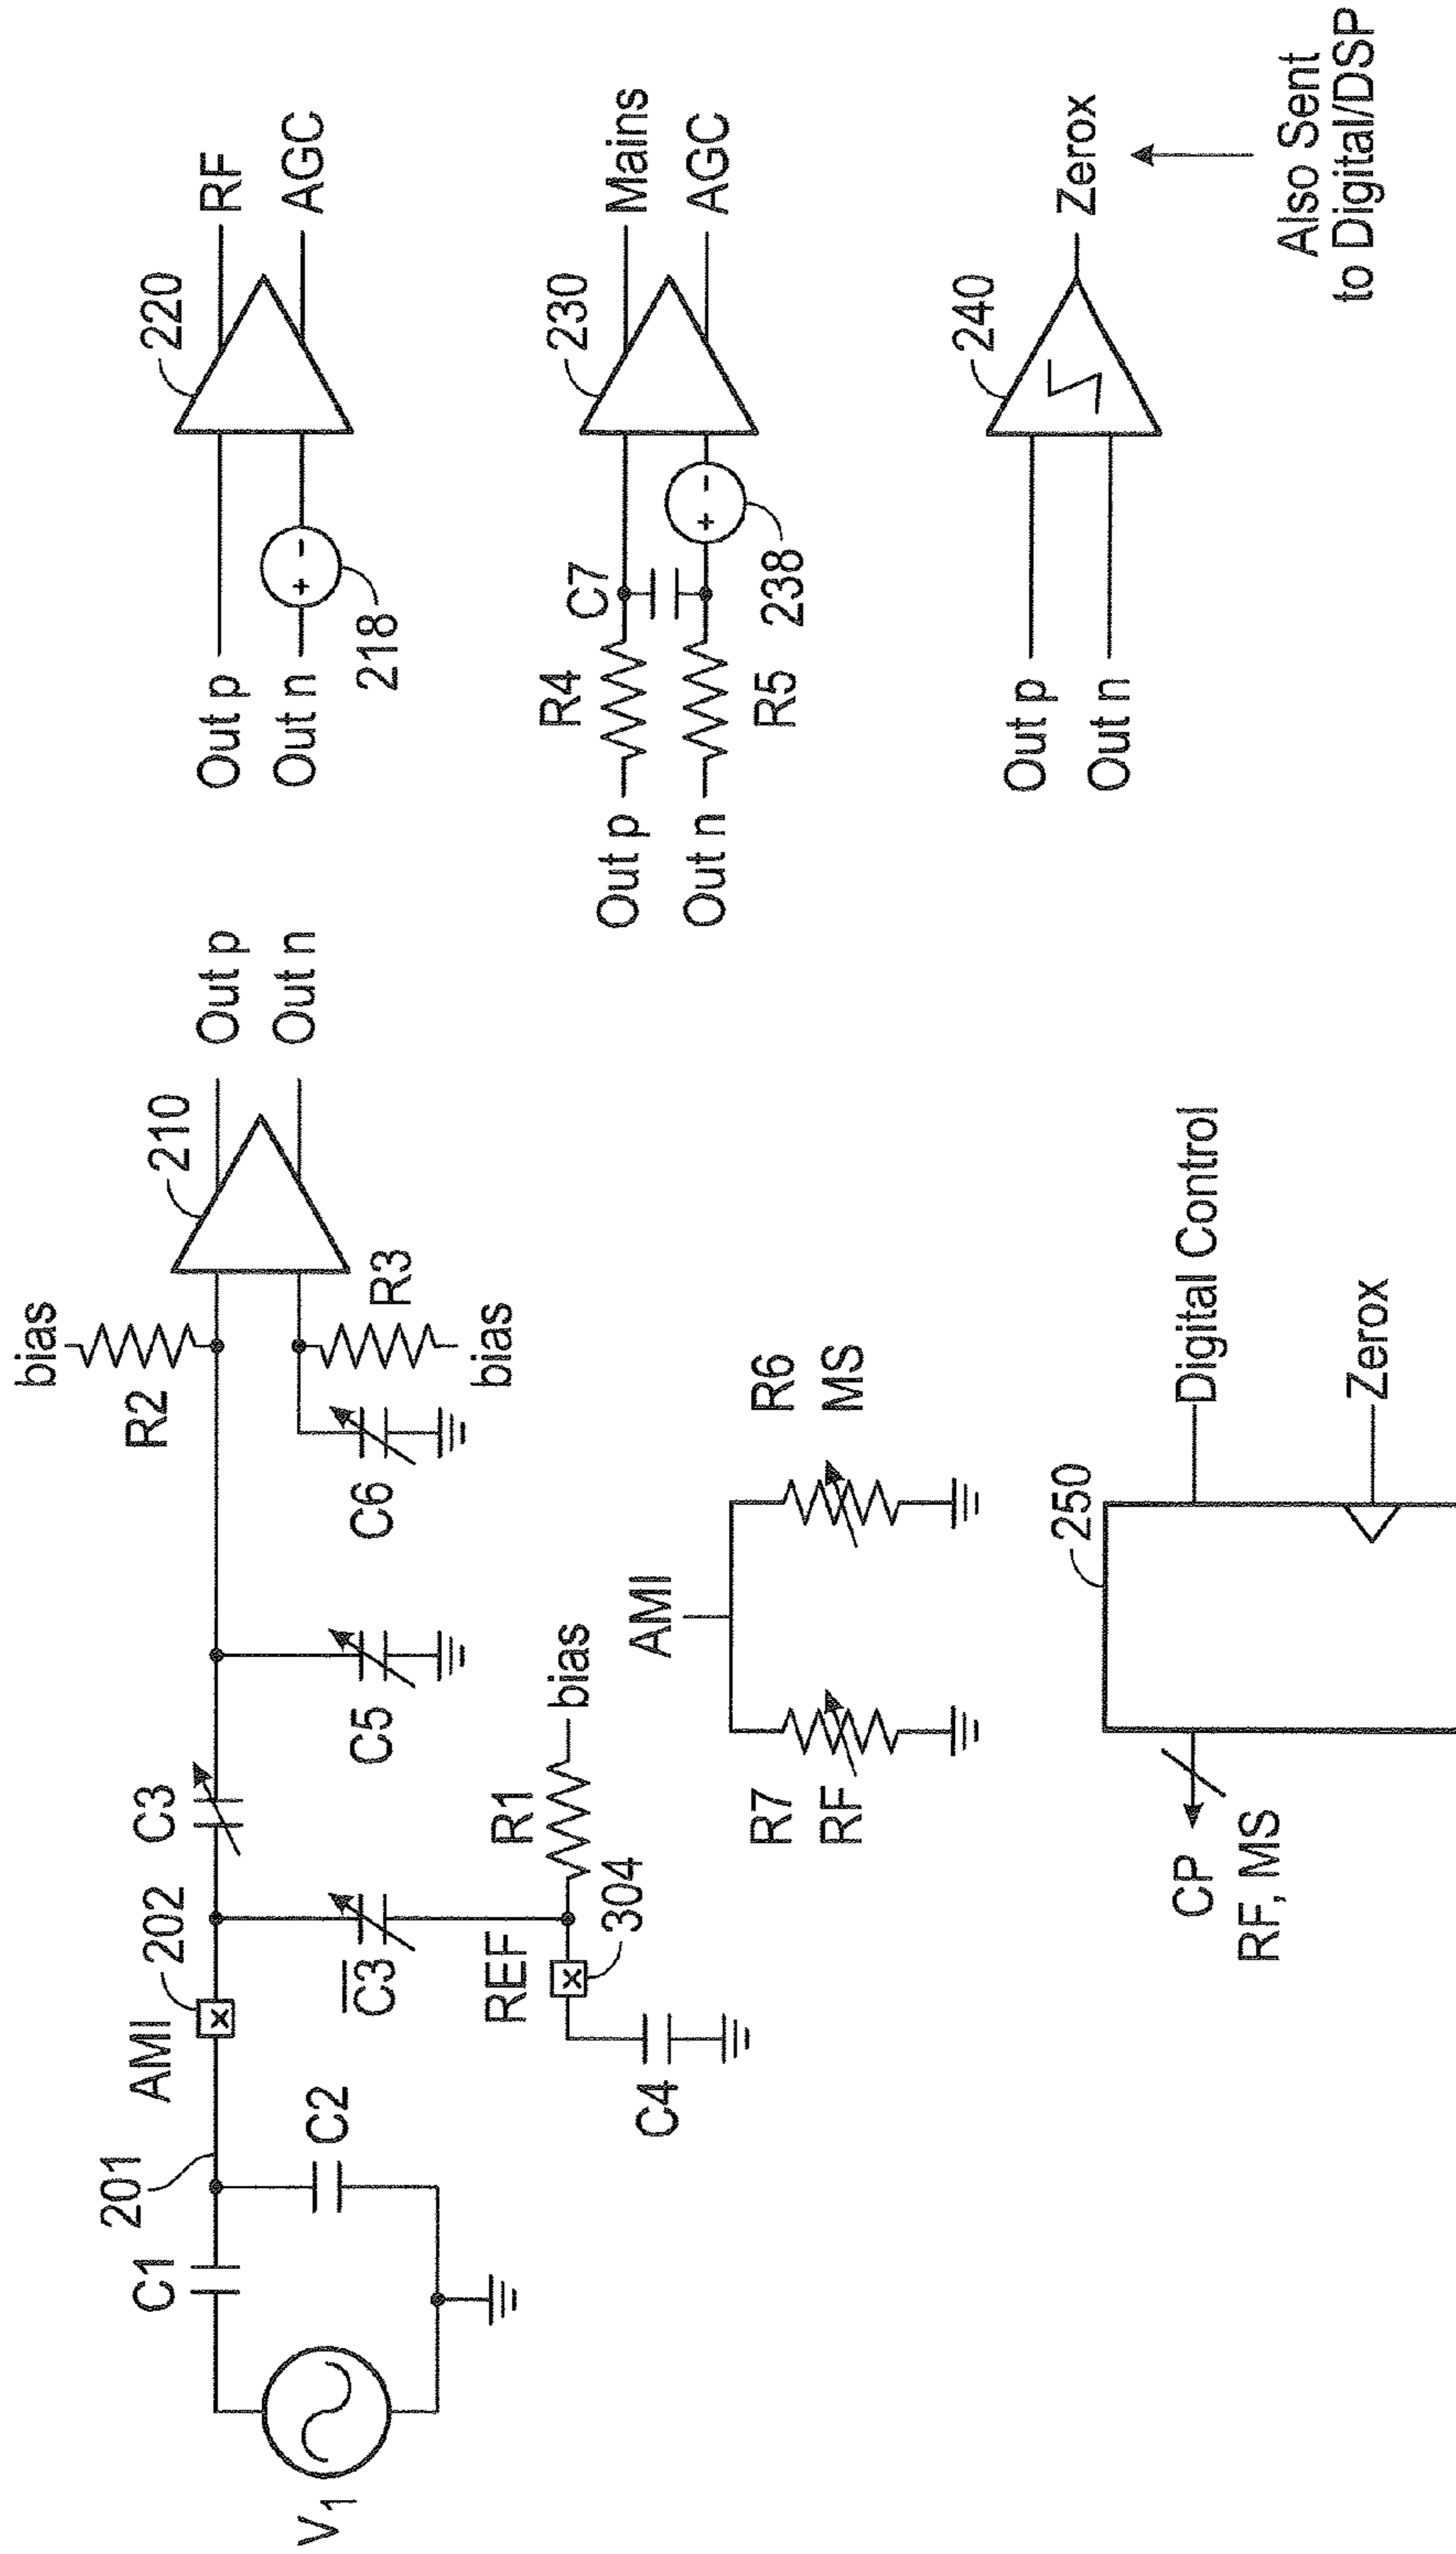 V1
C1
201
C2
AMI
202
C3
C3
REF
304
C4
R1
bias
C5
C6
R2
bias
R3
bias
210
Out p
Out n
Out p
Out n
218
220
RF
AGC
Out p
Out n
R4
R5
C7
238
230
Mains
AGC
Out p
Out n
240
Zerox
Also Sent
to Digital/DSP
AMI
R7
RF
R6
MS
CP
RF, MS
250
Digital Control
Zerox